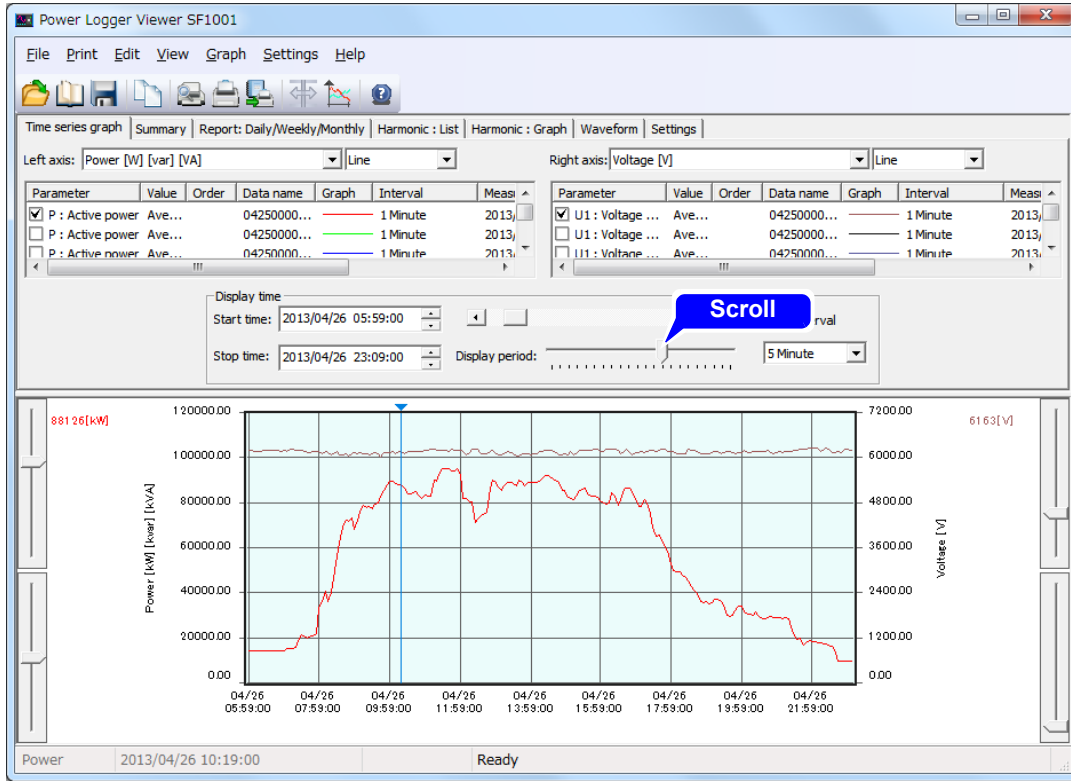 Power Logger Viewer SF1001
File Print Edit View Graph Settings Help
Time series graph Summary Report: Daily/Weekly/Monthly Harmonic : List Harmonic : Graph Waveform Settings
Left axis: Power [W] [var] [VA] Line Right axis: Voltage [V] Line
Parameter Value Order Data name Graph Interval Parameter Value Order Data name Graph Interval
P : Active power Ave... 04250000... 1 Minute 2013/ U1 : Voltage ... Ave... 04250000... 1 Minute 2013/
P : Active power Ave... 04250000... 1 Minute 2013/ U1 : Voltage ... Ave... 04250000... 1 Minute 2013/
P : Active power Ave... 04250000... 1 Minute 2013/ U1 : Voltage ... Ave... 04250000... 1 Minute 2013/
Display time
Scroll
Start time: 2013/04/26 05:59:00 rval
Stop time: 2013/04/26 23:09:00 Display period: 5 Minute
88126[kW] 120000.00 7200.00 6163[V]
100000.00 6000.00
80000.00 4800.00
60000.00 3600.00
40000.00 2400.00
20000.00 1200.00
0.00 0.00
Power [kW] [kvar] [kVA]
Voltage [V]
04/26 04/26 04/26 04/26 04/26 04/26 04/26 04/26 04/26
05:59:00 07:59:00 09:59:00 11:59:00 13:59:00 15:59:00 17:59:00 19:59:00 21:59:00
Power 2013/04/26 10:19:00 Ready